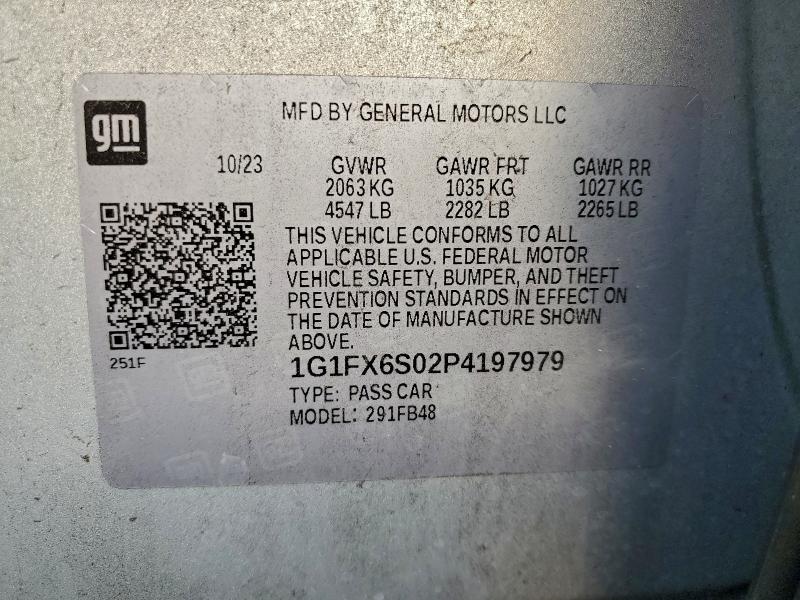 gm
MFD BY GENERAL MOTORS LLC
10/23 GVWR GAWR FRT GAWR RR
2063 KG 1035 KG 1027 KG
4547 LB 2282 LB 2265 LB
THIS VEHICLE CONFORMS TO ALL
APPLICABLE U.S. FEDERAL MOTOR
VEHICLE SAFETY, BUMPER, AND THEFT
PREVENTION STANDARDS IN EFFECT ON
THE DATE OF MANUFACTURE SHOWN
ABOVE.
251F
1G1FX6S02P4197979
TYPE: PASS CAR
MODEL: 291FB48